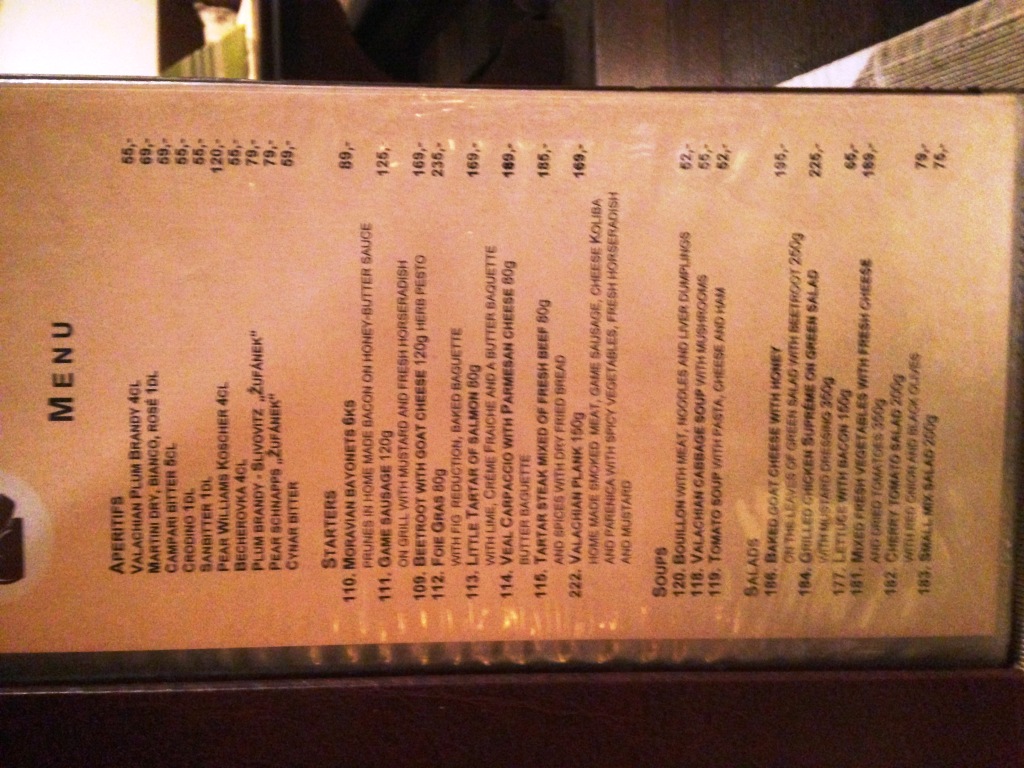 MENU
APERITIFS
VALACHIAN PLUM BRANDY 4CL 55,-
MARTINI DRY, BIANCO, ROSÉ 1DL 69,-
CAMPARI BITTER 5CL 59,-
CRODINO 1DL 55,-
SANBITTER 1DL 55,-
PEAR WILLIAMS KOSCHER 4CL 120,-
BECHEROVKA 4CL 55,-
PLUM BRANDY - SLIVOVITZ „ŽUFÁNEK“ 79,-
PEAR SCHNAPPS „ŽUFÁNEK“ 79,-
CYNAR BITTER 59,-
STARTERS
110. MORAVIAN BAYONETS 6KS 89,-
PRUNES IN HOME MADE BACON ON HONEY-BUTTER SAUCE
111. GAME SAUSAGE 120g 125,-
ON GRILL WITH MUSTARD AND FRESH HORSERADISH
109. BEETROOT WITH GOAT CHEESE 120g HERB PESTO 169,-
112. FOIE GRAS 60g 235,-
WITH FIG REDUCTION, BAKED BAGUETTE
113. LITTLE TARTAR OF SALMON 80g 169,-
WITH LIME, CRÈME FRAICHE AND A BUTTER BAQUETTE
114. VEAL CARPACCIO WITH PARMESAN CHEESE 80g 189,-
BUTTER BAGUETTE
115. TARTAR STEAK MIXED OF FRESH BEEF 80g 185,-
AND SPICES WITH DRY FRIED BREAD
222. VALACHIAN PLANK 150g 169,-
HOME MADE SMOKED MEAT, GAME SAUSAGE, CHEESE KOLIBA
AND PARENICA WITH SPICY VEGETABLES, FRESH HORSERADISH
AND MUSTARD
SOUPS
120. BOUILLON WITH MEAT, NOODLES AND LIVER DUMPLINGS 52,-
118. VALACHIAN CABBAGE SOUP WITH MUSHROOMS 55,-
119. TOMATO SOUP WITH PASTA, CHEESE AND HAM 52,-
SALADS
186. BAKED GOAT CHEESE WITH HONEY 195,-
ON THE LEAVES OF GREEN SALAD WITH BEETROOT 250g
184. GRILLED CHICKEN SUPRÊME ON GREEN SALAD 225,-
WITH MUSTARD DRESSING 350g
177. LETTUCE WITH BACON 150g 65,-
181. MIXED FRESH VEGETABLES WITH FRESH CHEESE 169,-
AND DRIED TOMATOES 350g
182. CHERRY TOMATO SALAD 200g 79,-
WITH RED ONION AND BLACK OLIVES
183. SMALL MIX SALAD 200g 75,-